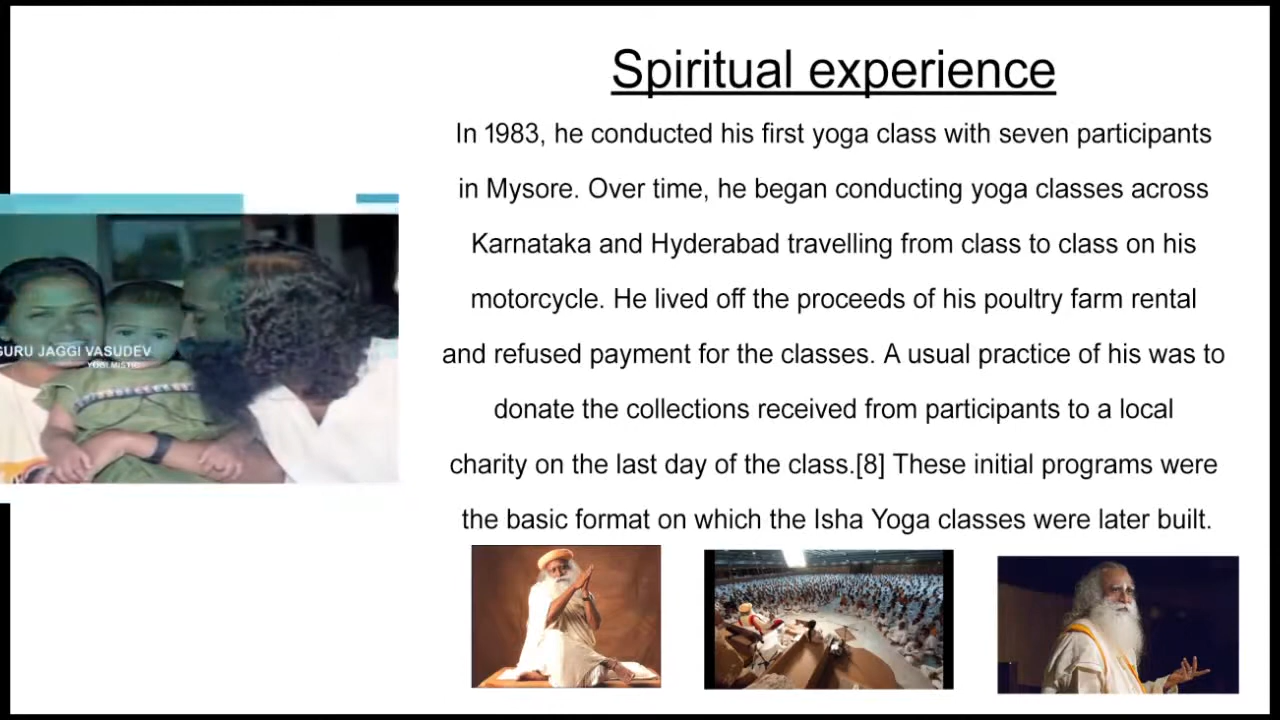 Spiritual experience
In 1983, he conducted his first yoga class with seven participants
in Mysore. Over time, he began conducting yoga classes across
Karnataka and Hyderabad travelling from class to class on his
motorcycle. He lived off the proceeds of his poultry farm rental
and refused payment for the classes. A usual practice of his was to
donate the collections received from participants to a local
charity on the last day of the class.[8] These initial programs were
the basic format on which the Isha Yoga classes were later built.
GURU JAGGI VASUDEV
YOGI MISTIC